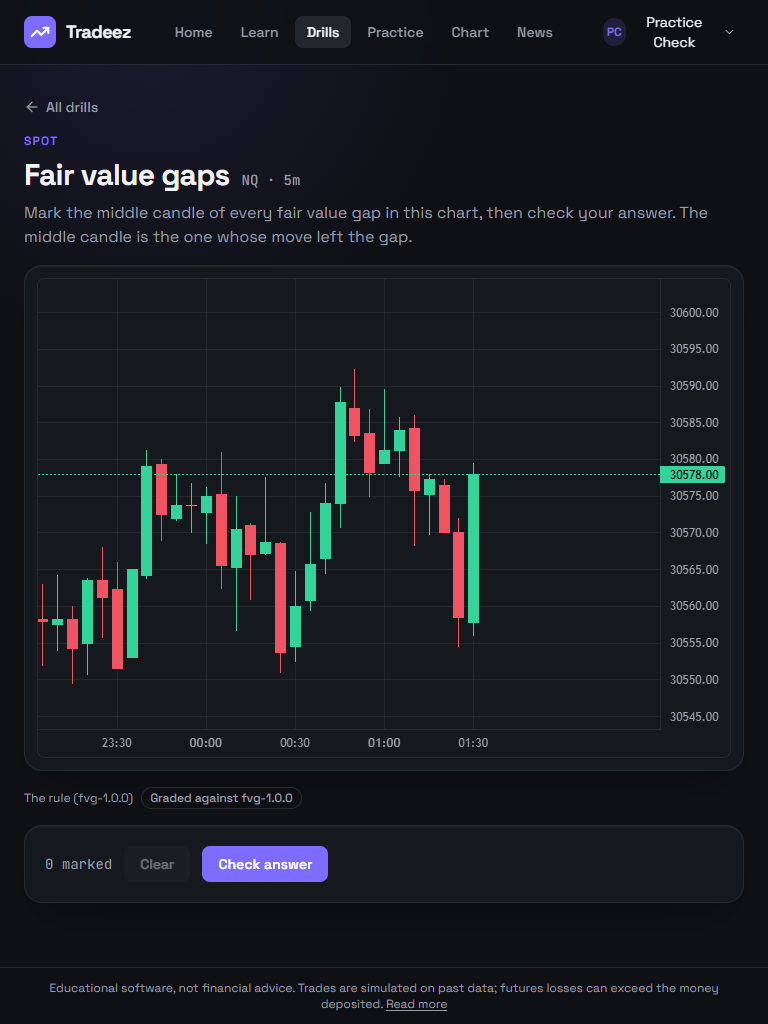 Tradeez
Home
Learn
Drills
Practice
Chart
News
PC
Practice
Check
All drills
SPOT
Fair value gaps NQ · 5m
Mark the middle candle of every fair value gap in this chart, then check your answer. The
middle candle is the one whose move left the gap.
30600.00
30595.00
30590.00
30585.00
30580.00
30578.00
30575.00
30570.00
30565.00
30560.00
30555.00
30550.00
30545.00
23:30
00:00
00:30
01:00
01:30
The rule (fvg-1.0.0)
Graded against fvg-1.0.0
0 marked
Clear
Check answer
Educational software, not financial advice. Trades are simulated on past data; futures losses can exceed the money
deposited. Read more